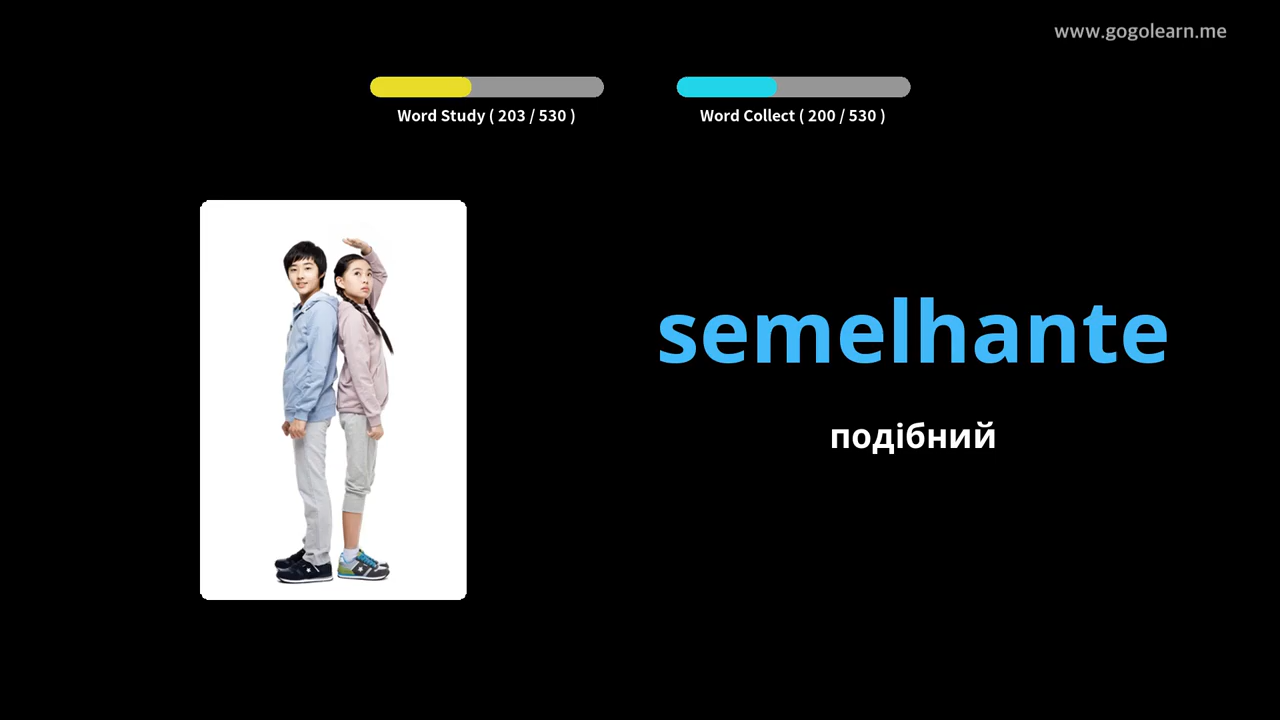 www.gogolearn.me
Word Study ( 203 / 530 )
Word Collect ( 200 / 530 )
semelhante
подібний